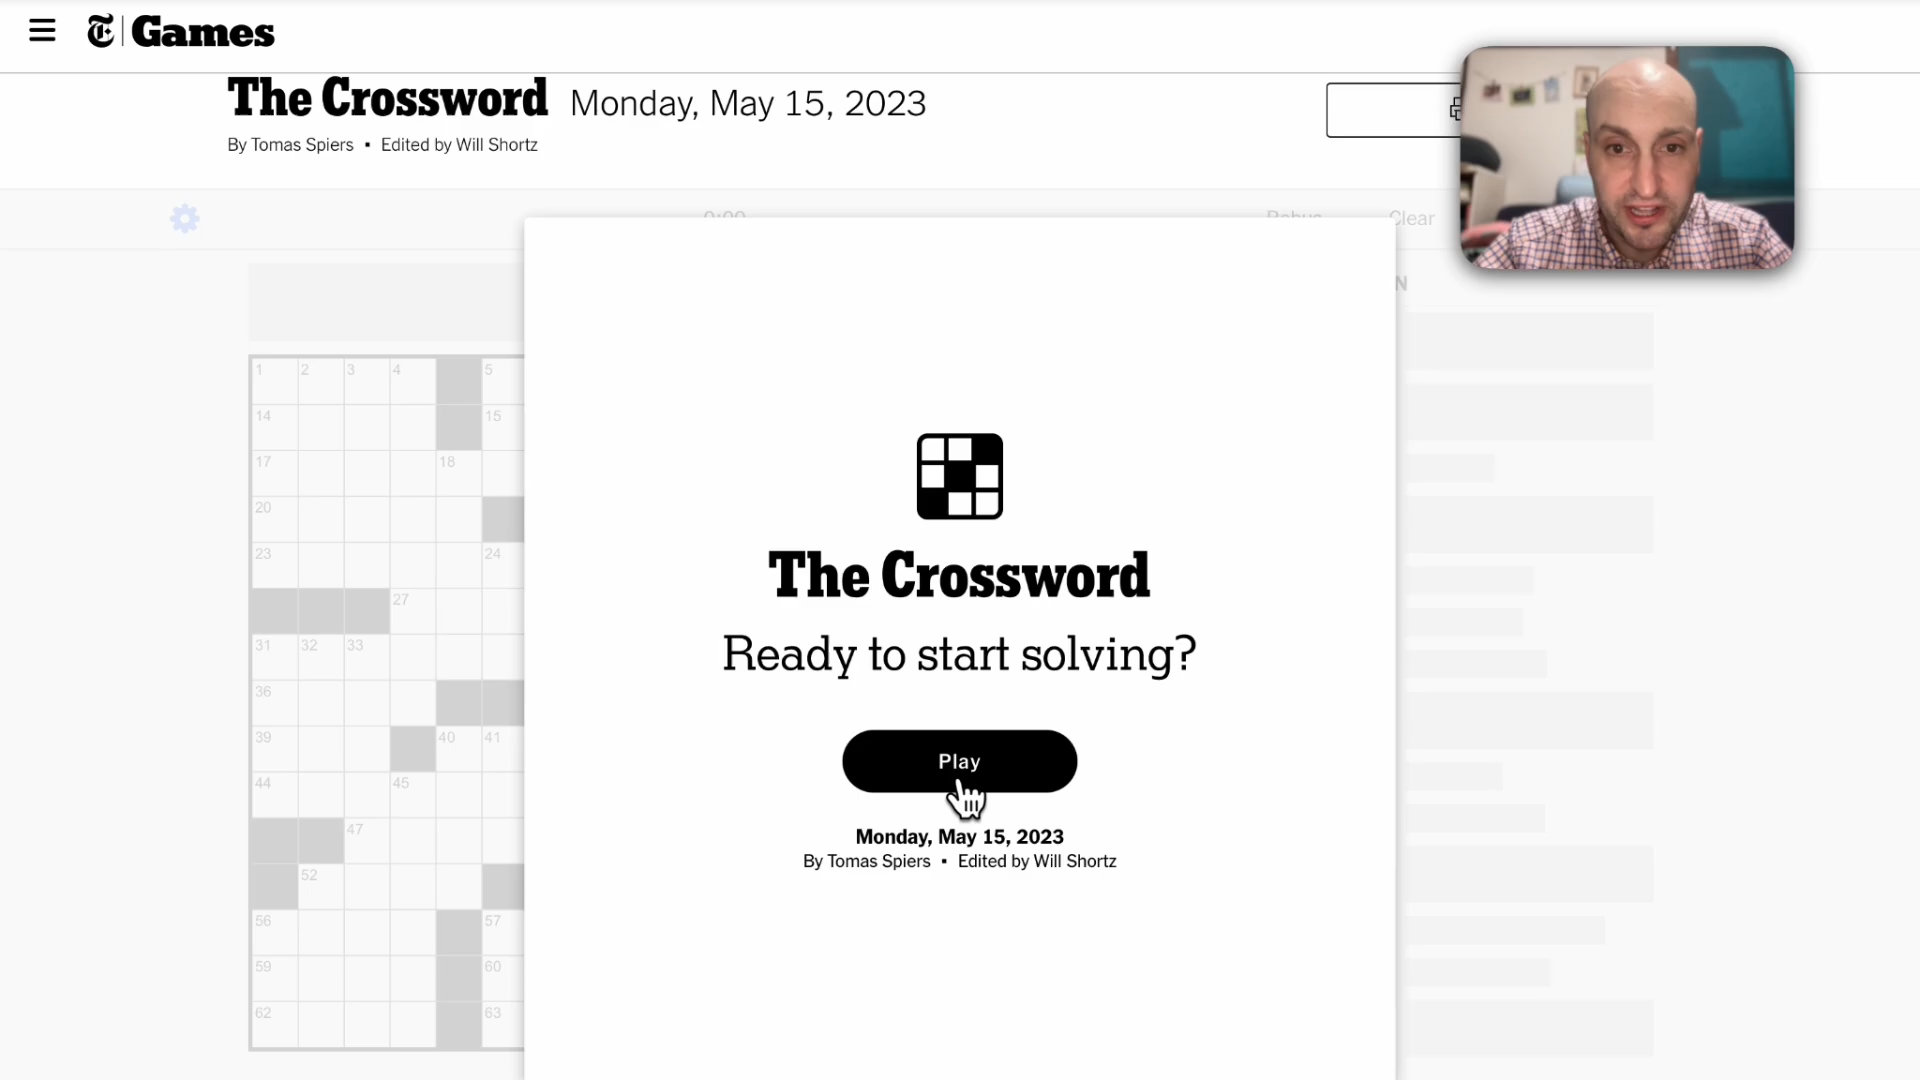 Games
The Crossword Monday, May 15, 2023
By Tomas Spiers ▪ Edited by Will Shortz
Clear
N
1 2 3 4 5
14 15
17 18
20
23 24
27
31 32 33
36
39 40 41
44 45
47
52
56 57
59 60
62 63
The Crossword
Ready to start solving?
Play
Monday, May 15, 2023
By Tomas Spiers ▪ Edited by Will Shortz